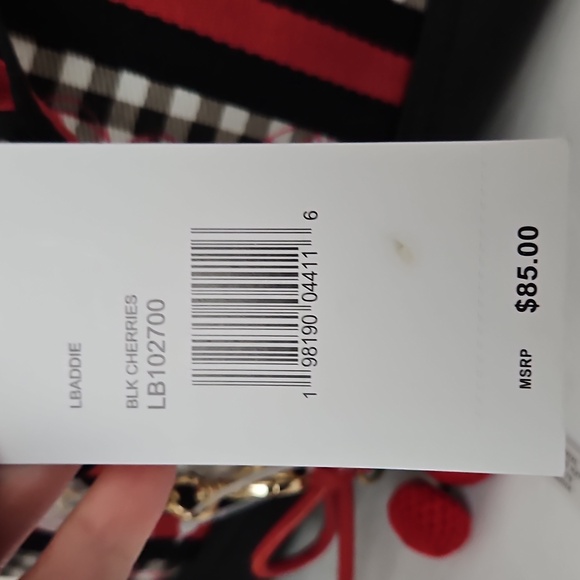 LBADDIE
BLK CHERRIES
LB102700
1 98190 04411 6
MSRP $85.00